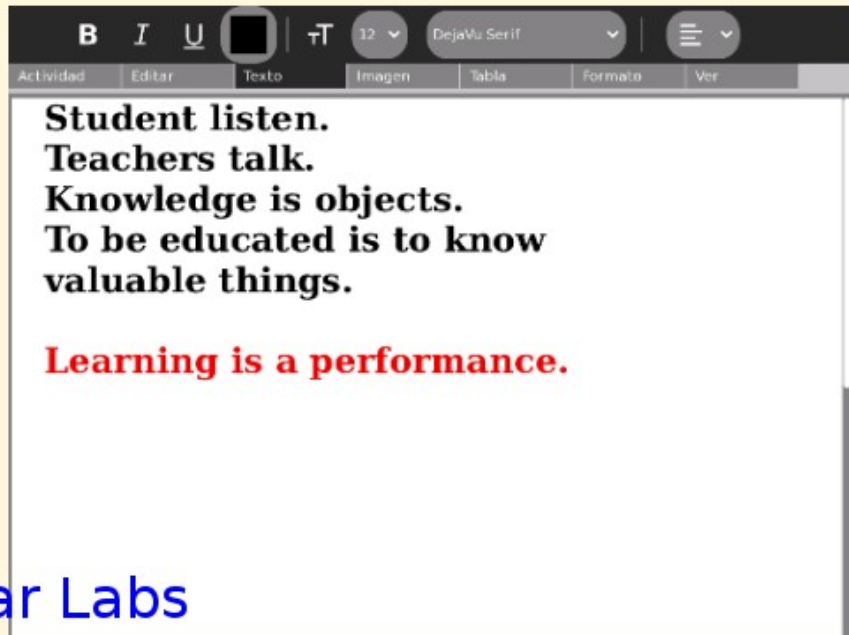 B I U TT 12 DejaVu Serif
Actividad Editar Texto Imagen Tabla Formato Ver
Student listen.
Teachers talk.
Knowledge is objects.
To be educated is to know
valuable things.
Learning is a performance.
ar Labs